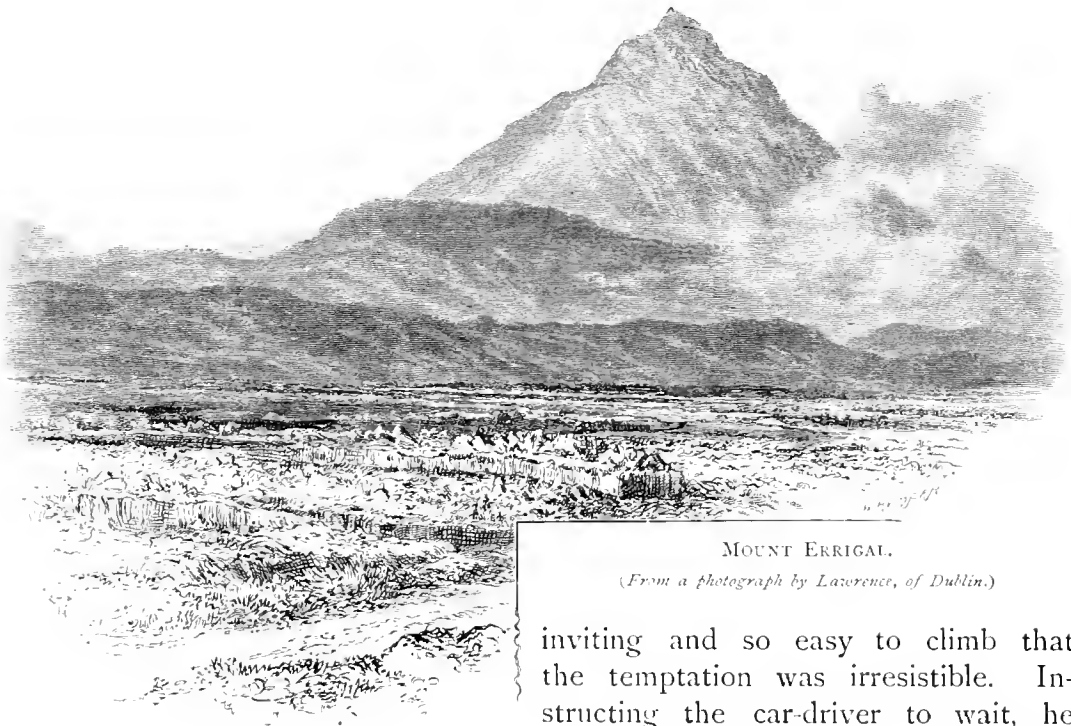 MOUNT ERRIGAL.
(From a photograph by Lawrence, of Dublin.)
inviting and so easy to climb that
the temptation was irresistible. In-
structing the car-driver to wait, he